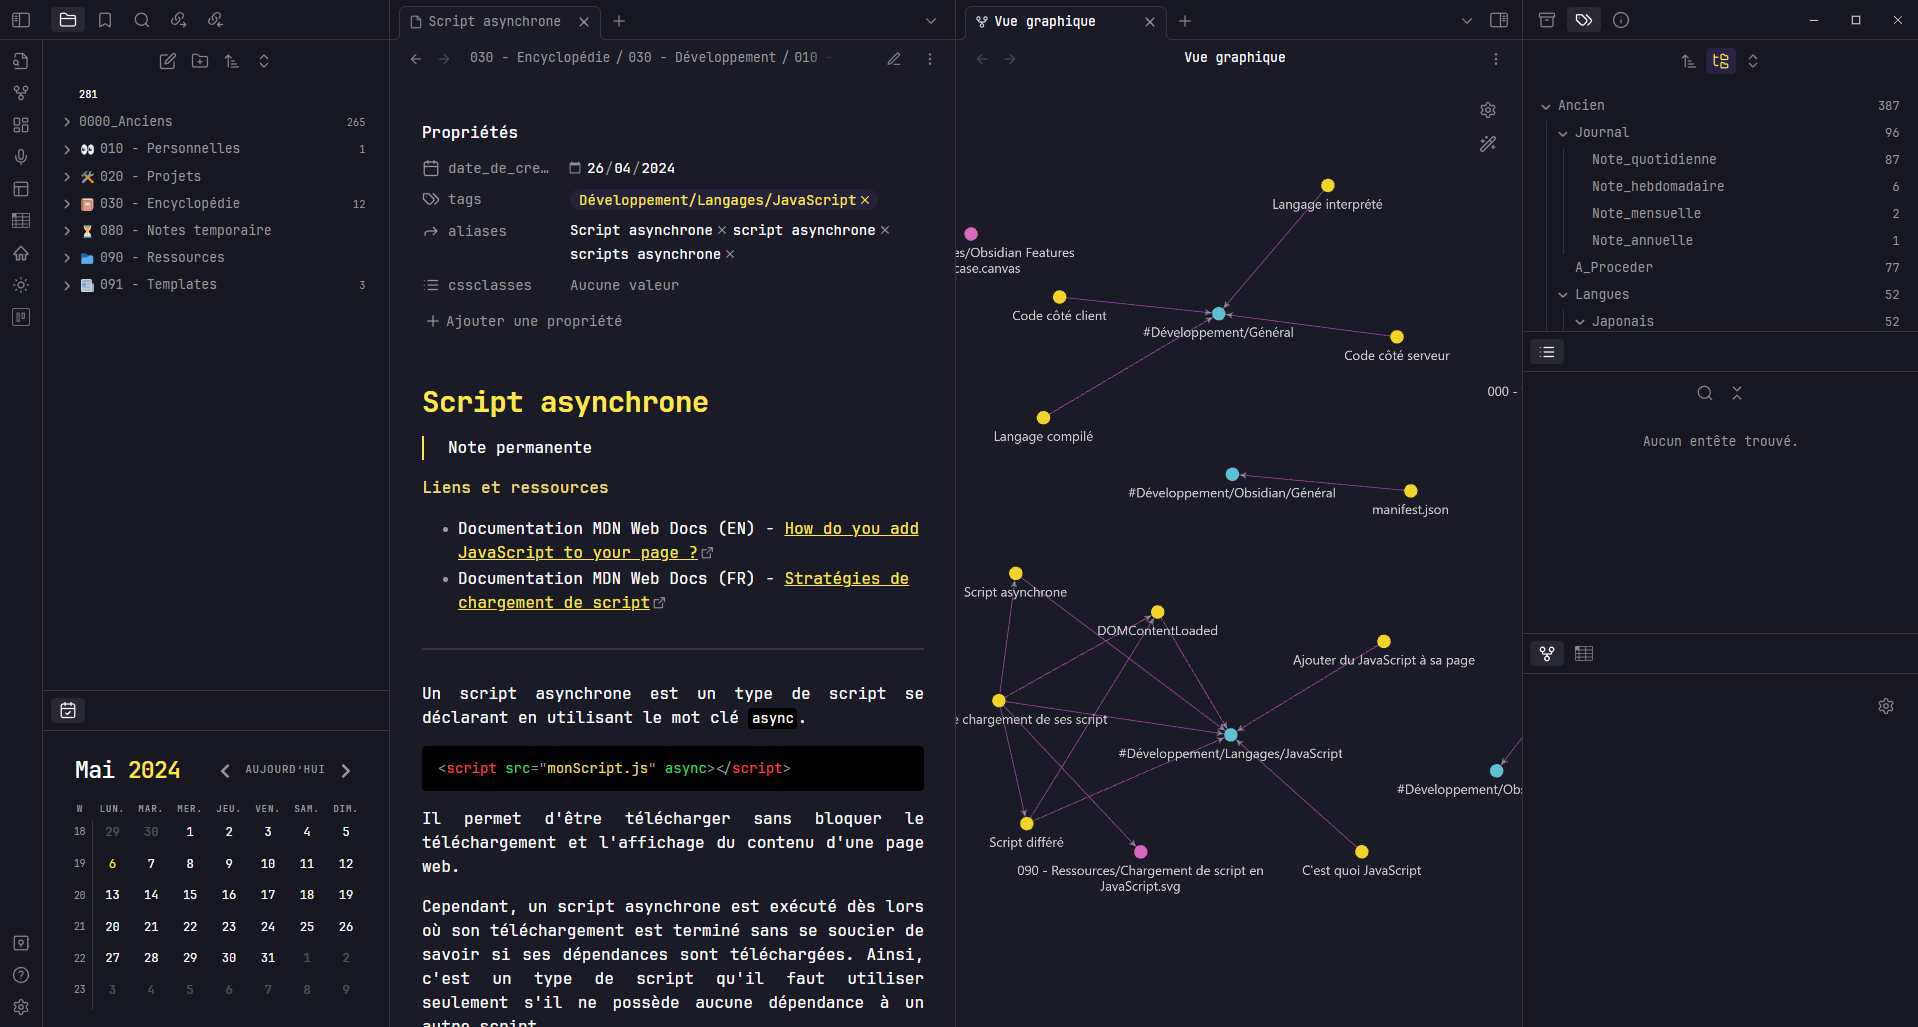 Script asynchrone
Vue graphique
030 - Encyclopédie / 030 - Développement / 010 -
Vue graphique
281
0000_Anciens 265
010 - Personnelles 1
020 - Projets
030 - Encyclopédie 12
080 - Notes temporaire
090 - Ressources
091 - Templates 3
Mai 2024
AUJOURD'HUI
W LUN. MAR. MER. JEU. VEN. SAM. DIM.
18 29 30 1 2 3 4 5
19 6 7 8 9 10 11 12
20 13 14 15 16 17 18 19
21 20 21 22 23 24 25 26
22 27 28 29 30 31 1 2
23 3 4 5 6 7 8 9
Propriétés
date_de_cre… 26/04/2024
tags Développement/Langages/JavaScript
aliases Script asynchrone script asynchrone
scripts asynchrone
cssclasses Aucune valeur
Ajouter une propriété
Script asynchrone
Note permanente
Liens et ressources
Documentation MDN Web Docs (EN) - How do you add
JavaScript to your page ?
Documentation MDN Web Docs (FR) - Stratégies de
chargement de script
Un script asynchrone est un type de script se
déclarant en utilisant le mot clé async.
<script src="monScript.js" async></script>
Il permet d'être télécharger sans bloquer le
téléchargement et l'affichage du contenu d'une page
web.
Cependant, un script asynchrone est exécuté dès lors
où son téléchargement est terminé sans se soucier de
savoir si ses dépendances sont téléchargées. Ainsi,
c'est un type de script qu'il faut utiliser
seulement s'il ne possède aucune dépendance à un
autre script.
Langage interprété
es/Obsidian Features
case.canvas
Code côté client
#Développement/Général
Code côté serveur
000 -
Langage compilé
#Développement/Obsidian/Général
manifest.json
Script asynchrone
DOMContentLoaded
Ajouter du JavaScript à sa page
e chargement de ses script
#Développement/Langages/JavaScript
#Développement/Obs
Script différé
090 - Ressources/Chargement de script en
JavaScript.svg
C'est quoi JavaScript
Ancien 387
Journal 96
Note_quotidienne 87
Note_hebdomadaire 6
Note_mensuelle 2
Note_annuelle 1
A_Proceder 77
Langues 52
Japonais 52
Aucun entête trouvé.